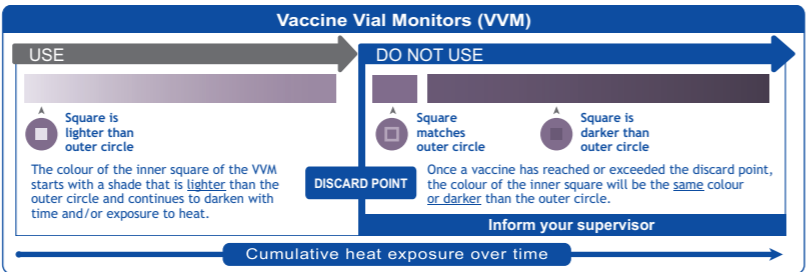 Vaccine Vial Monitors (VVM)
USE
Square is
lighter than
outer circle
The colour of the inner square of the VVM
starts with a shade that is lighter than the
outer circle and continues to darken with
time and/or exposure to heat.
DISCARD POINT
DO NOT USE
Square
matches
outer circle
Square is
darker than
outer circle
Once a vaccine has reached or exceeded the discard point,
the colour of the inner square will be the same colour
or darker than the outer circle.
Inform your supervisor
Cumulative heat exposure over time